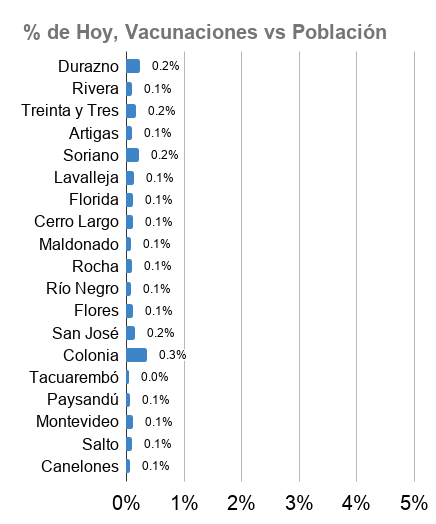 % de Hoy, Vacunaciones vs Población
Durazno 0.2%
Rivera 0.1%
Treinta y Tres 0.2%
Artigas 0.1%
Soriano 0.2%
Lavalleja 0.1%
Florida 0.1%
Cerro Largo 0.1%
Maldonado 0.1%
Rocha 0.1%
Río Negro 0.1%
Flores 0.1%
San José 0.2%
Colonia 0.3%
Tacuarembó 0.0%
Paysandú 0.1%
Montevideo 0.1%
Salto 0.1%
Canelones 0.1%
0% 1% 2% 3% 4% 5%